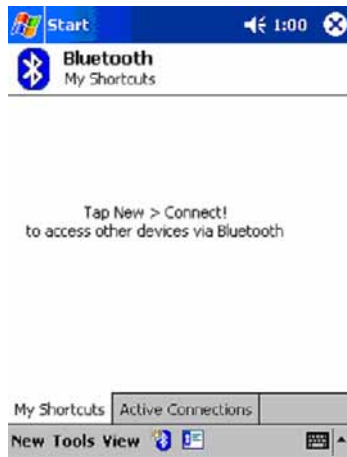 Start 1:00
Bluetooth
My Shortcuts
Tap New > Connect!
to access other devices via Bluetooth
My Shortcuts Active Connections
New Tools View